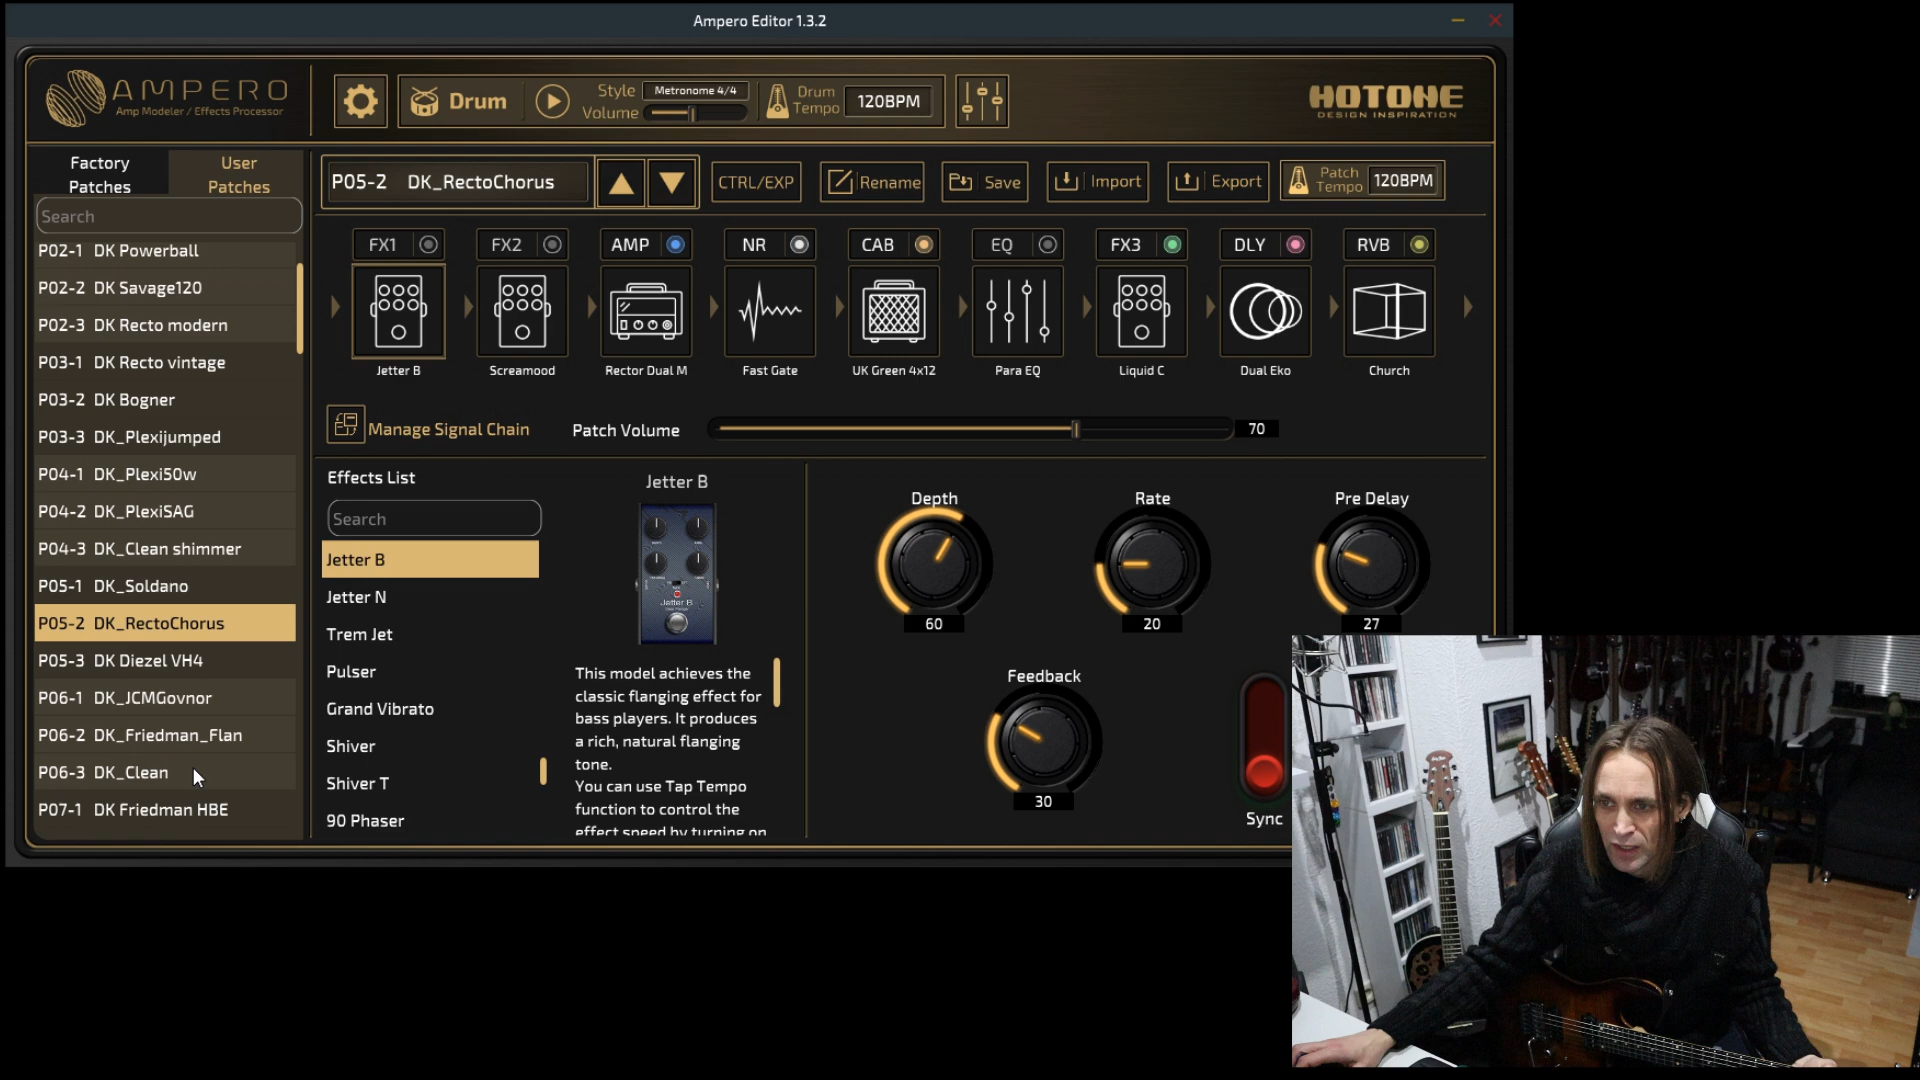 Ampero Editor 1.3.2
AMPERO
Amp Modeler / Effects Processor
Drum
Style
Metronome 4/4
Volume
Drum
Tempo
120BPM
HOTONE
DESIGN INSPIRATION
Factory
Patches
User
Patches
Search
P02-1 DK Powerball
P02-2 DK Savage120
P02-3 DK Recto modern
P03-1 DK Recto vintage
P03-2 DK Bogner
P03-3 DK_Plexijumped
P04-1 DK_Plexi50w
P04-2 DK_PlexiSAG
P04-3 DK_Clean shimmer
P05-1 DK_Soldano
P05-2 DK_RectoChorus
P05-3 DK Diezel VH4
P06-1 DK_JCMGovnor
P06-2 DK_Friedman_Flan
P06-3 DK_Clean
P07-1 DK Friedman HBE
P05-2 DK_RectoChorus
CTRL/EXP
Rename
Save
Import
Export
Patch
Tempo
120BPM
FX1
FX2
AMP
NR
CAB
EQ
FX3
DLY
RVB
Jetter B
Screamood
Rector Dual M
Fast Gate
UK Green 4x12
Para EQ
Liquid C
Dual Eko
Church
Manage Signal Chain
Patch Volume
70
Effects List
Search
Jetter B
Jetter N
Trem Jet
Pulser
Grand Vibrato
Shiver
Shiver T
90 Phaser
Jetter B
Jetter B
This model achieves the
classic flanging effect for
bass players. It produces
a rich, natural flanging
tone.
You can use Tap Tempo
function to control the
effect speed by turning on
Depth
60
Rate
20
Pre Delay
27
Feedback
30
Sync